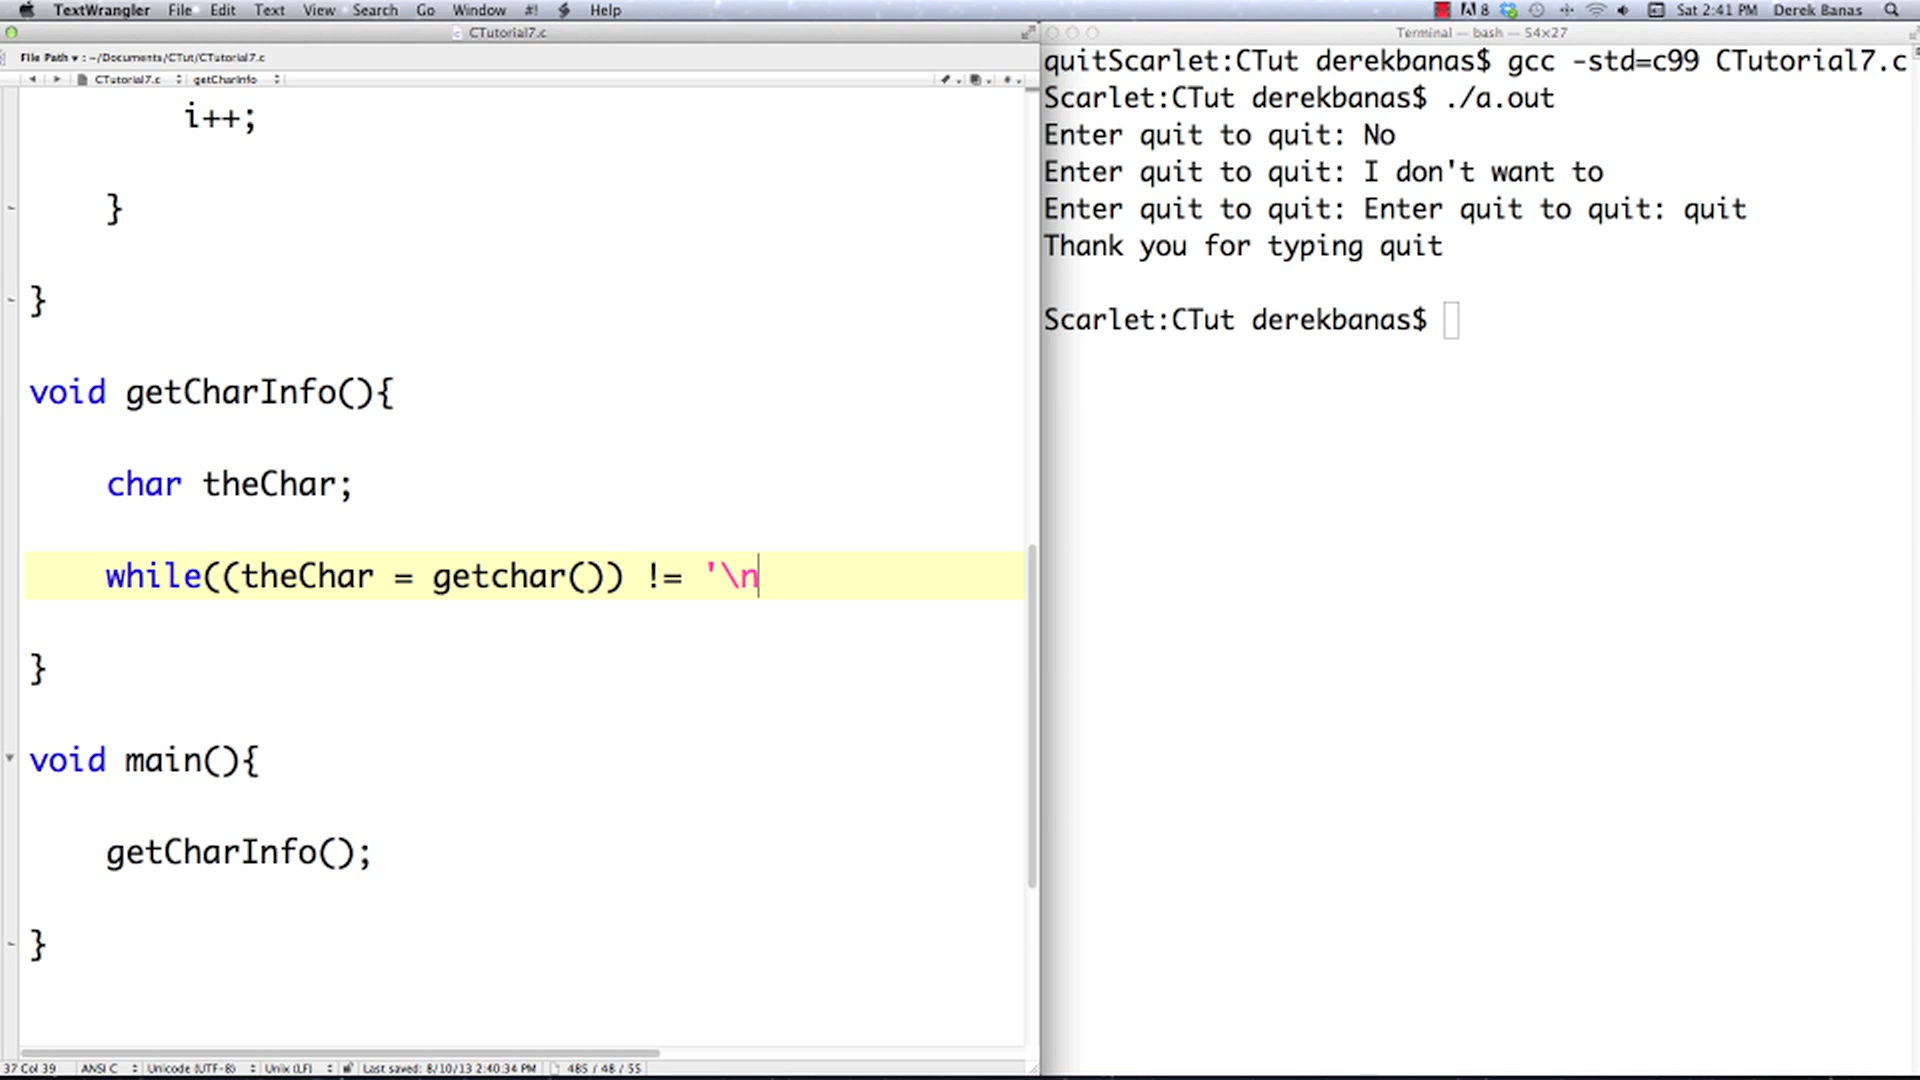 TextWrangler File Edit Text View Search Go Window #! Help 8 Sat 2:41 PM Derek Banas
CTutorial7.c
File Path ▾ : ~/Documents/CTut/CTutorial7.c
CTutorial7.c getCharInfo
i++;
}
}
void getCharInfo(){
char theChar;
while((theChar = getchar()) != '\n
}
void main(){
getCharInfo();
}
37 Col 39 ANSI C Unicode (UTF-8) Unix (LF) Last saved: 8/10/13 2:40:34 PM 485 / 48 / 55
Terminal — bash — 54×27
quitScarlet:CTut derekbanas$ gcc -std=c99 CTutorial7.c
Scarlet:CTut derekbanas$ ./a.out
Enter quit to quit: No
Enter quit to quit: I don't want to
Enter quit to quit: Enter quit to quit: quit
Thank you for typing quit
Scarlet:CTut derekbanas$